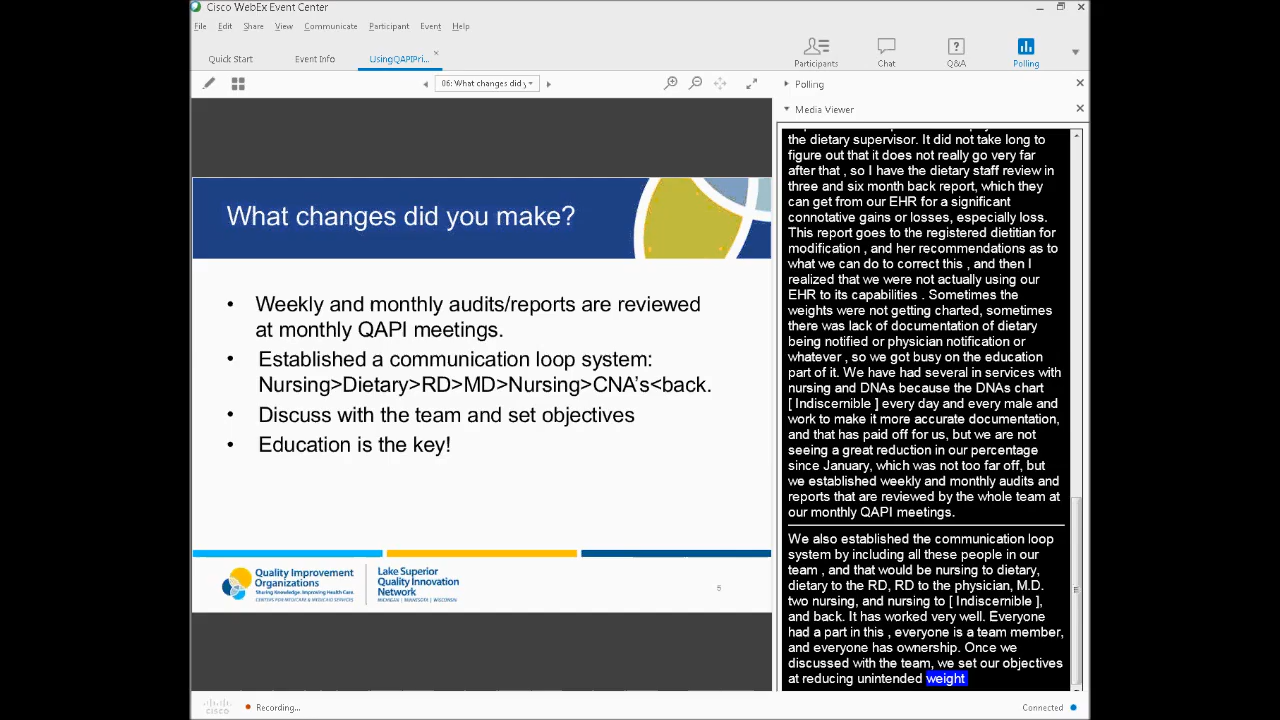 Cisco WebEx Event Center
File Edit Share View Communicate Participant Event Help
Quick Start Event Info UsingQAPIPri...
Participants Chat Q&A Polling
06: What changes did y
Polling
Media Viewer
What changes did you make?
• Weekly and monthly audits/reports are reviewed
at monthly QAPI meetings.
• Established a communication loop system:
Nursing>Dietary>RD>MD>Nursing>CNA's<back.
• Discuss with the team and set objectives
• Education is the key!
Quality Improvement
Organizations
Sharing Knowledge. Improving Health Care.
CENTERS FOR MEDICARE & MEDICAID SERVICES
Lake Superior
Quality Innovation
Network
MICHIGAN | MINNESOTA | WISCONSIN
5
the dietary supervisor. It did not take long to
figure out that it does not really go very far
after that , so I have the dietary staff review in
three and six month back report, which they
can get from our EHR for a significant
connotative gains or losses, especially loss.
This report goes to the registered dietitian for
modification , and her recommendations as to
what we can do to correct this , and then I
realized that we were not actually using our
EHR to its capabilities . Sometimes the
weights were not getting charted, sometimes
there was lack of documentation of dietary
being notified or physician notification or
whatever , so we got busy on the education
part of it. We have had several in services with
nursing and DNAs because the DNAs chart
[ Indiscernible ] every day and every male and
work to make it more accurate documentation,
and that has paid off for us, but we are not
seeing a great reduction in our percentage
since January, which was not too far off, but
we established weekly and monthly audits and
reports that are reviewed by the whole team at
our monthly QAPI meetings.
We also established the communication loop
system by including all these people in our
team , and that would be nursing to dietary,
dietary to the RD, RD to the physician, M.D.
two nursing, and nursing to [ Indiscernible ],
and back. It has worked very well. Everyone
had a part in this , everyone is a team member,
and everyone has ownership. Once we
discussed with the team, we set our objectives
at reducing unintended weight
cisco Recording... Connected